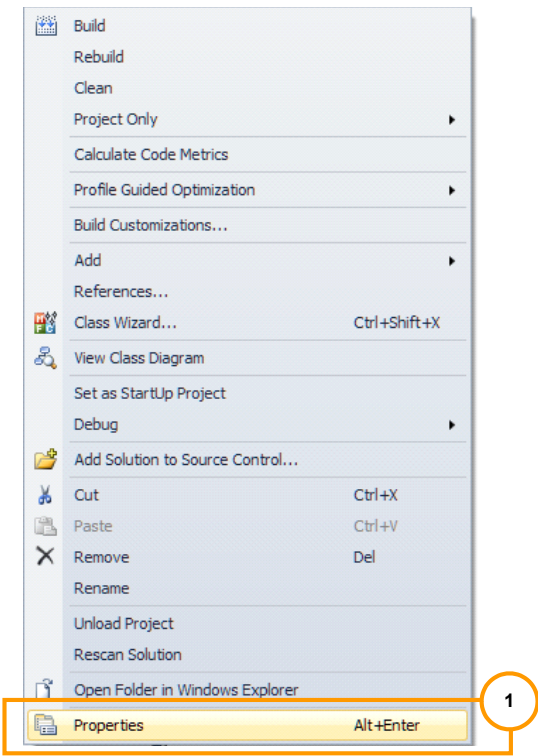 Build
Rebuild
Clean
Project Only
Calculate Code Metrics
Profile Guided Optimization
Build Customizations...
Add
References...
Class Wizard... Ctrl+Shift+X
View Class Diagram
Set as StartUp Project
Debug
Add Solution to Source Control...
Cut Ctrl+X
Paste Ctrl+V
Remove Del
Rename
Unload Project
Rescan Solution
Open Folder in Windows Explorer
1
Properties Alt+Enter